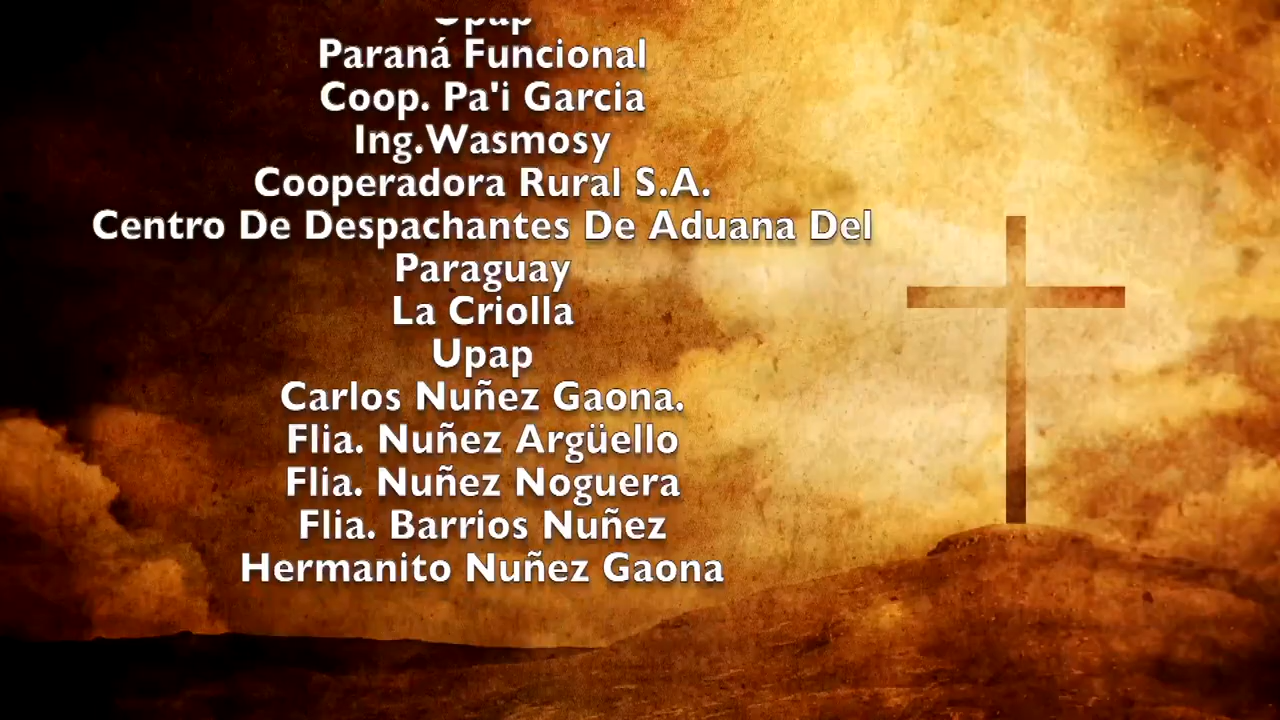 Upap
Paraná Funcional
Coop. Pa'i Garcia
Ing.Wasmosy
Cooperadora Rural S.A.
Centro De Despachantes De Aduana Del
Paraguay
La Criolla
Upap
Carlos Nuñez Gaona.
Flia. Nuñez Argüello
Flia. Nuñez Noguera
Flia. Barrios Nuñez
Hermanito Nuñez Gaona